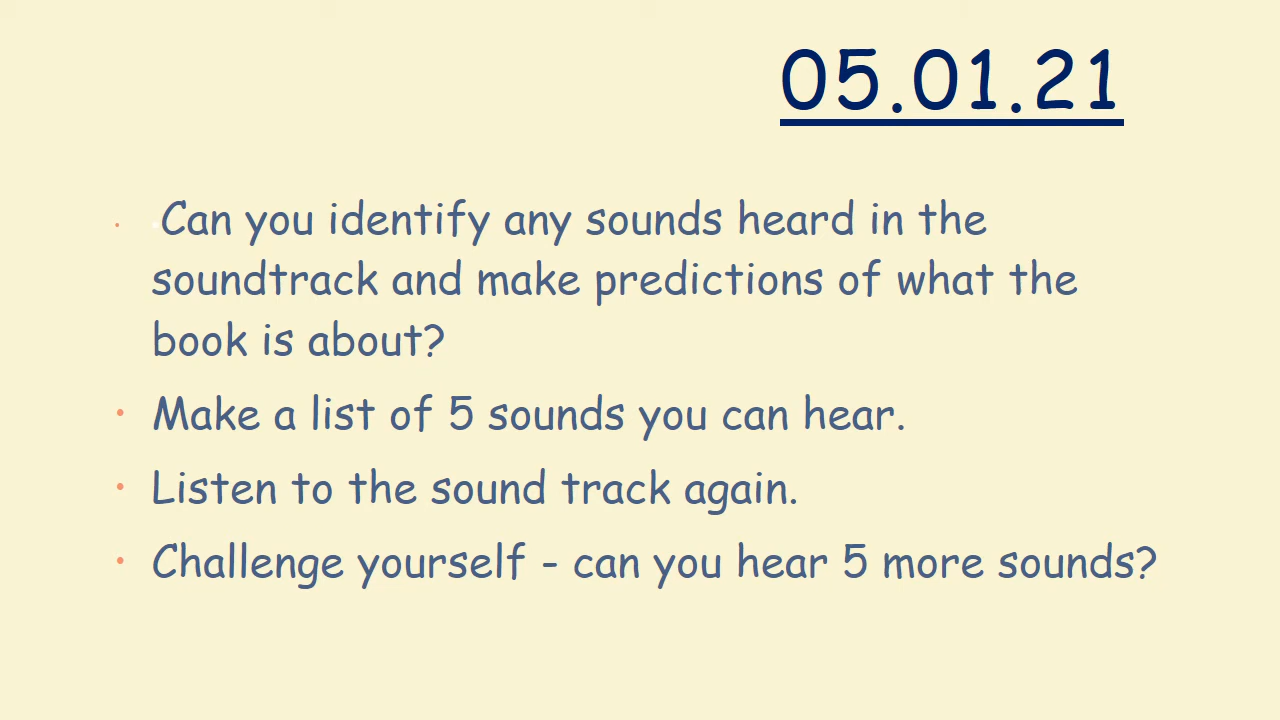 05.01.21
• Can you identify any sounds heard in the
soundtrack and make predictions of what the
book is about?
• Make a list of 5 sounds you can hear.
• Listen to the sound track again.
• Challenge yourself - can you hear 5 more sounds?